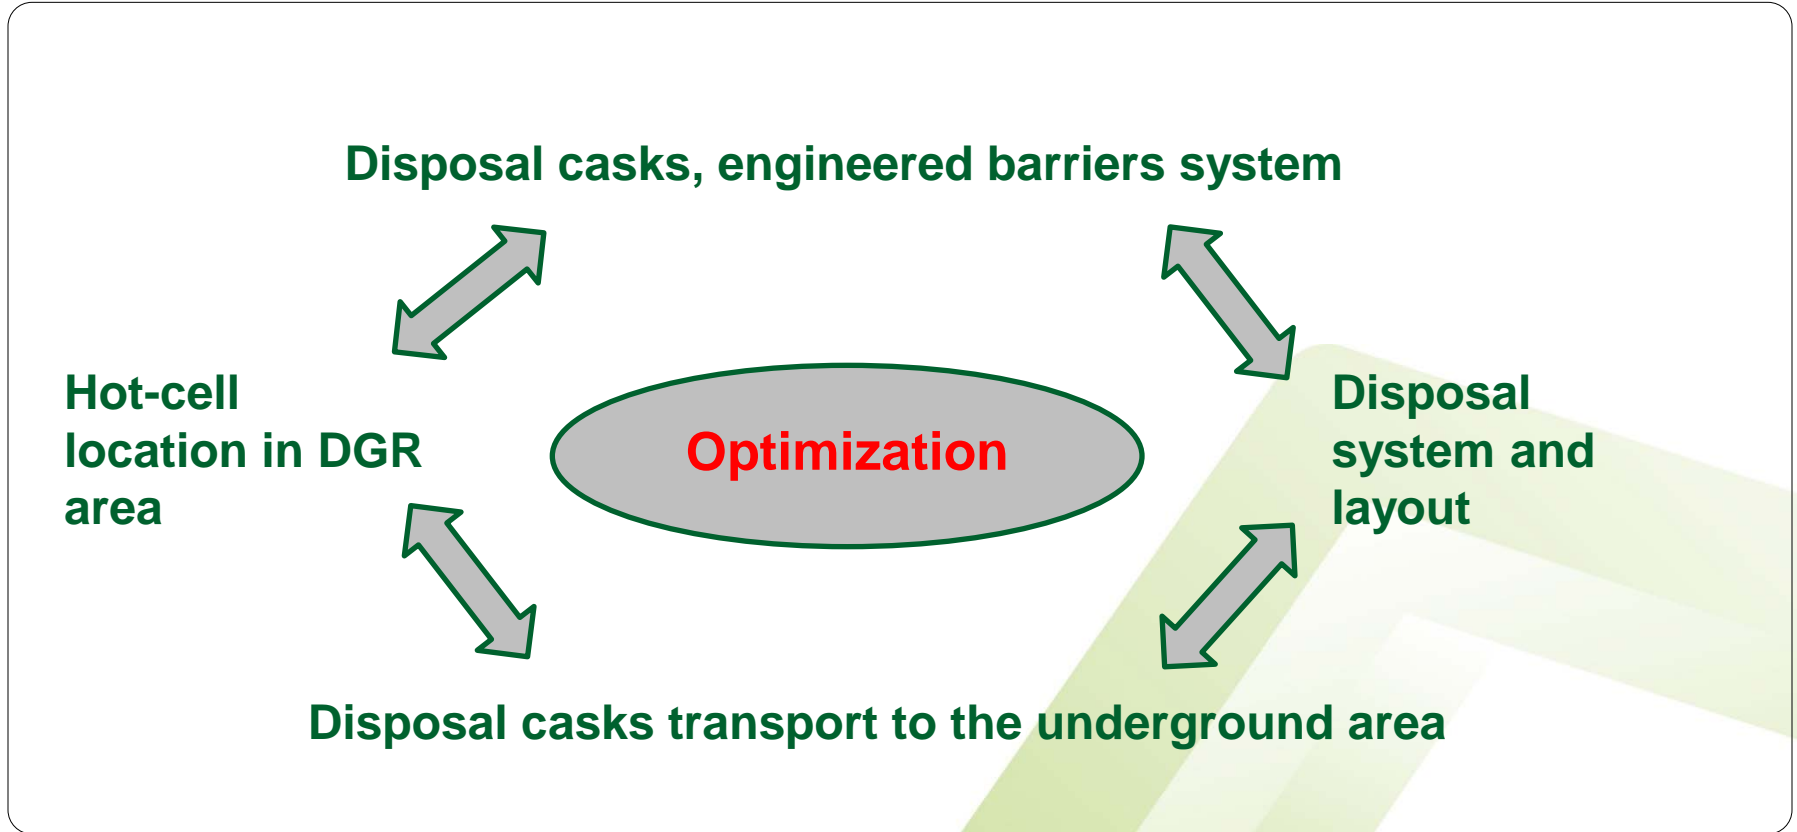 Disposal casks, engineered barriers system
Hot-cell
location in DGR
area
Optimization
Disposal
system and
layout
Disposal casks transport to the underground area